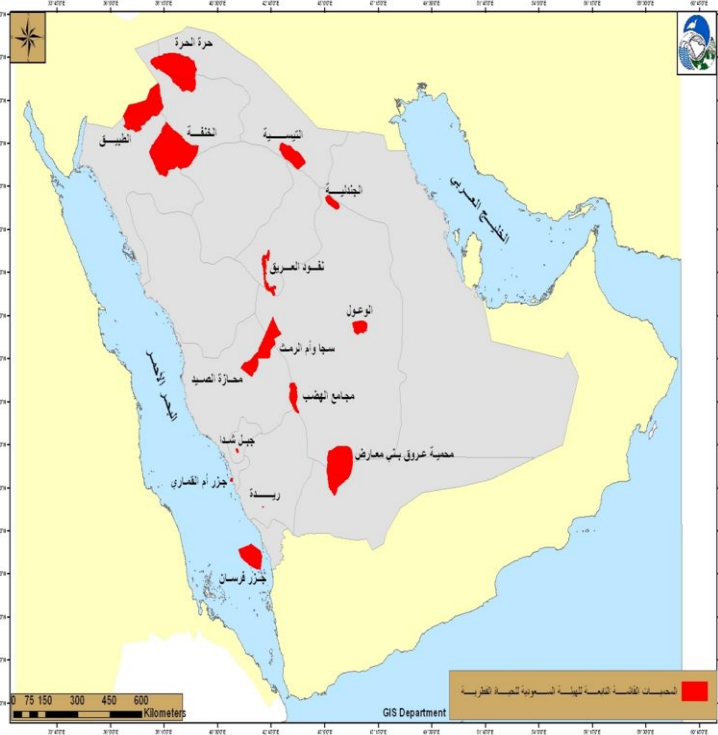 حرة الحرة
الطبيق
الخنفة
التيسية
الجندلية
الخليج العربي
نفود العريق
الوعول
سجا وأم الرمث
محازة الصيد
مجامع الهضب
البحر الأحمر
جبل شدا
محمية عروق بني معارض
جزر أم القماري
ريدة
جزر فرسان
المحميات القائمة التابعة للهيئة السعودية للحياة الفطرية
0 75 150 300 450 600
Kilometers
GIS Department